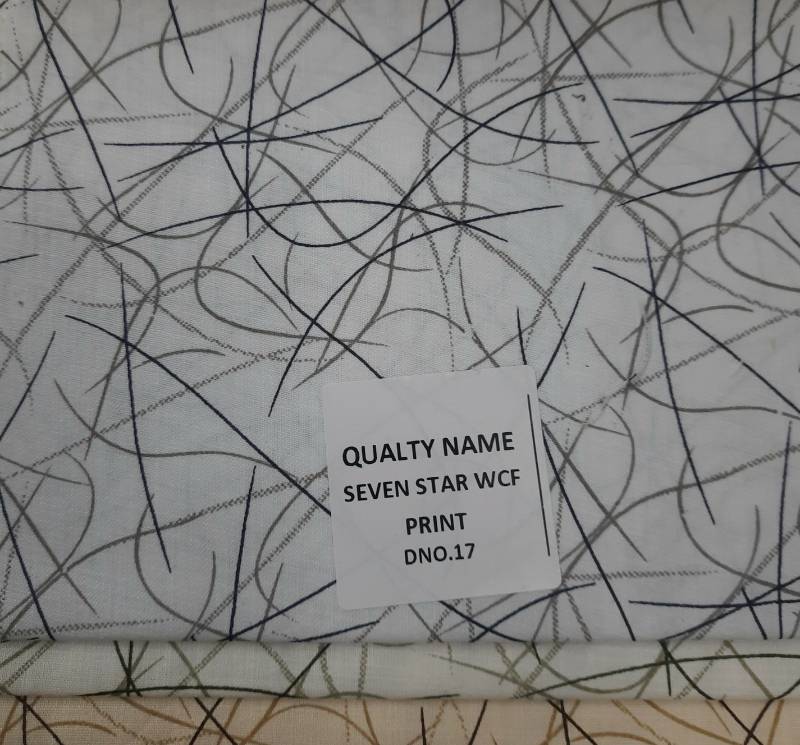 QUALTY NAME
SEVEN STAR WCF
PRINT
DNO.17